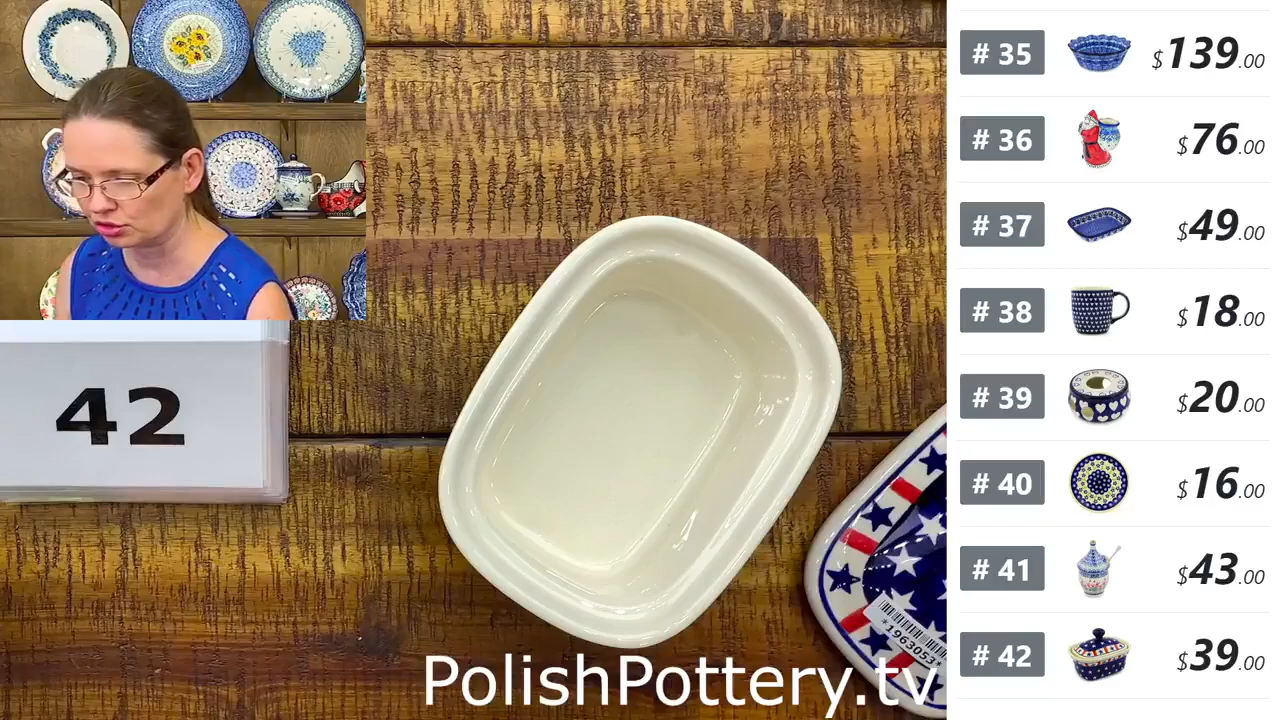 # 35 $139.00
# 36 $76.00
# 37 $49.00
# 38 $18.00
# 39 $20.00
# 40 $16.00
# 41 $43.00
# 42 $39.00
42
*1963053*
PolishPottery.tv